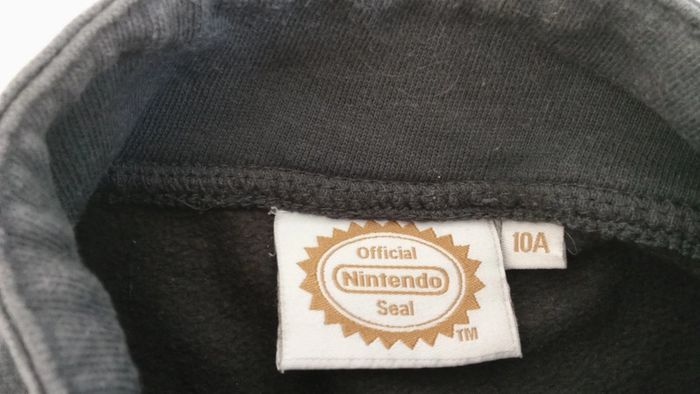 Official
Nintendo
Seal
TM
10A